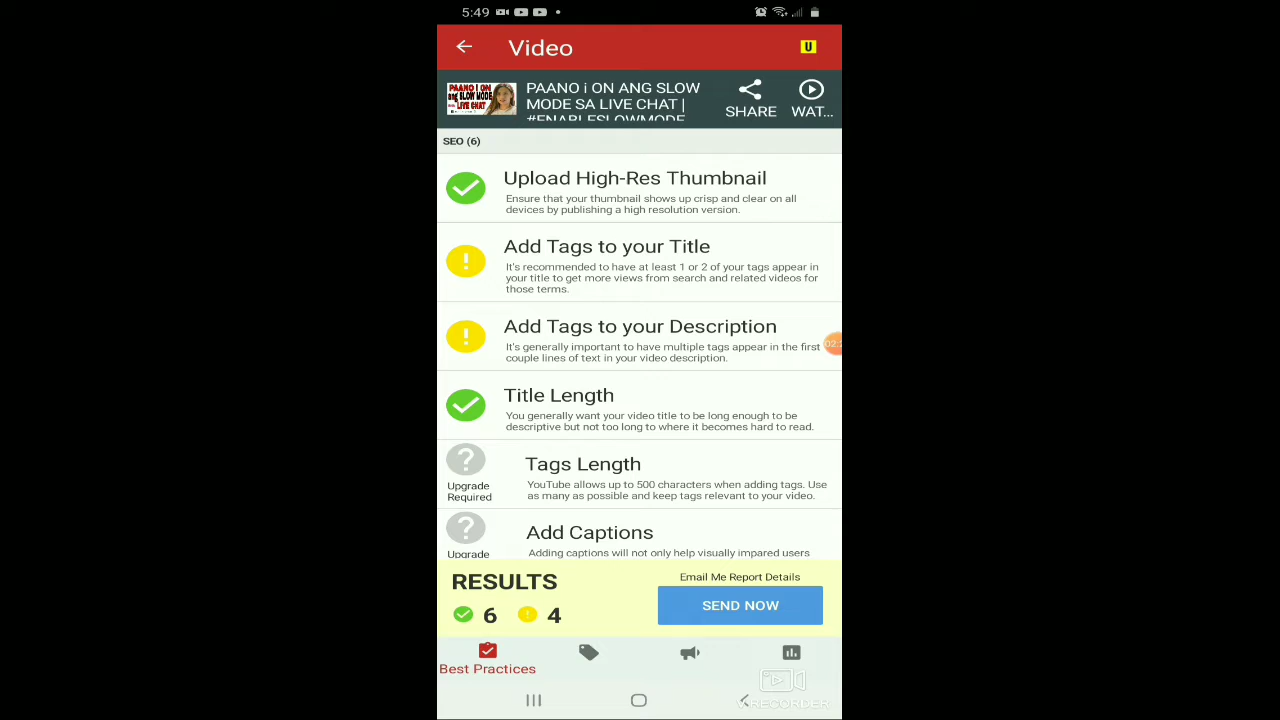 5:49
Video
U
PAANO i ON
ang SLOW MODE
LIVE CHAT
PAANO i ON ANG SLOW
MODE SA LIVE CHAT |
#ENABLESLOWMODE
SHARE
WAT...
SEO (6)
Upload High-Res Thumbnail
Ensure that your thumbnail shows up crisp and clear on all
devices by publishing a high resolution version.
Add Tags to your Title
It's recommended to have at least 1 or 2 of your tags appear in
your title to get more views from search and related videos for
those terms.
Add Tags to your Description
It's generally important to have multiple tags appear in the first
couple lines of text in your video description.
Title Length
You generally want your video title to be long enough to be
descriptive but not too long to where it becomes hard to read.
Tags Length
YouTube allows up to 500 characters when adding tags. Use
as many as possible and keep tags relevant to your video.
Upgrade
Required
Add Captions
Adding captions will not only help visually impared users
Upgrade
RESULTS
6
4
Email Me Report Details
SEND NOW
Best Practices